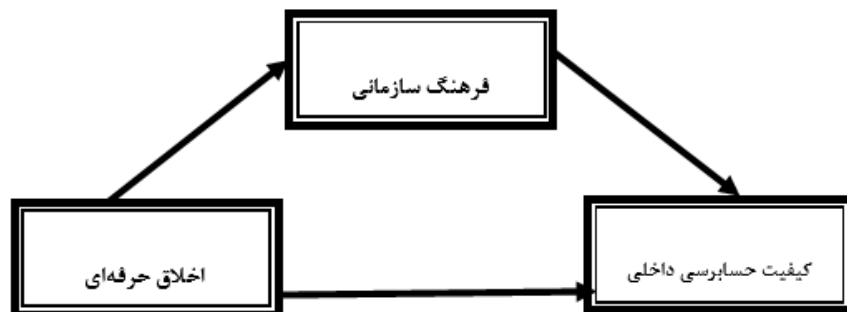 فرهنگ سازمانی
اخلاق حرفه‌ای
کیفیت حسابرسی داخلی